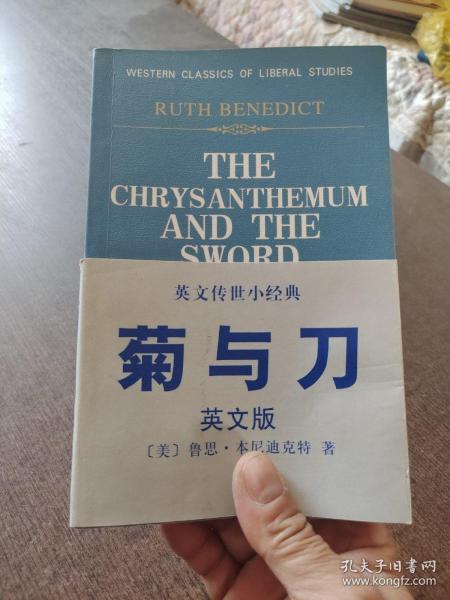 WESTERN CLASSICS OF LIBERAL STUDIES
RUTH BENEDICT
THE
CHRYSANTHEMUM
AND THE
SWORD
英文传世小经典
菊与刀
英文版
〔美〕鲁思·本尼迪克特 著
孔夫子旧书网
www.kongfz.com